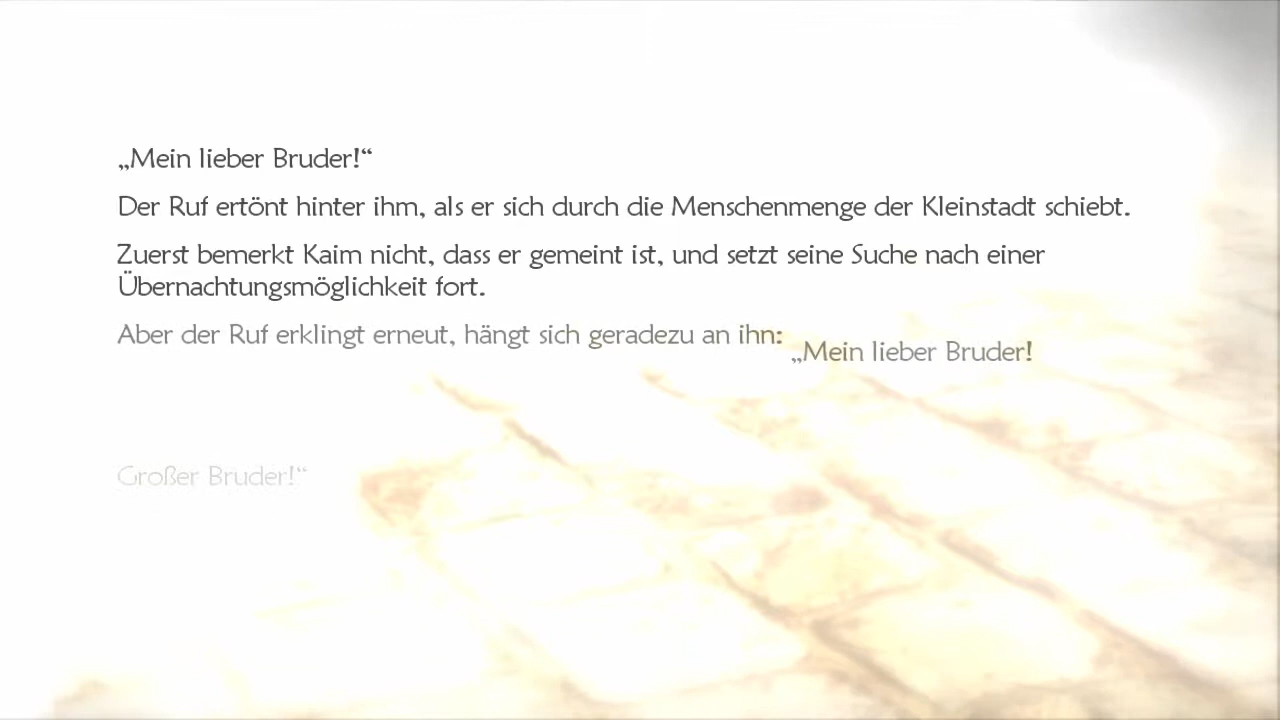 „Mein lieber Bruder!“
Der Ruf ertönt hinter ihm, als er sich durch die Menschenmenge der Kleinstadt schiebt.
Zuerst bemerkt Kaim nicht, dass er gemeint ist, und setzt seine Suche nach einer
Übernachtungsmöglichkeit fort.
Aber der Ruf erklingt erneut, hängt sich geradezu an ihn:
„Mein lieber Bruder!
Großer Bruder!“